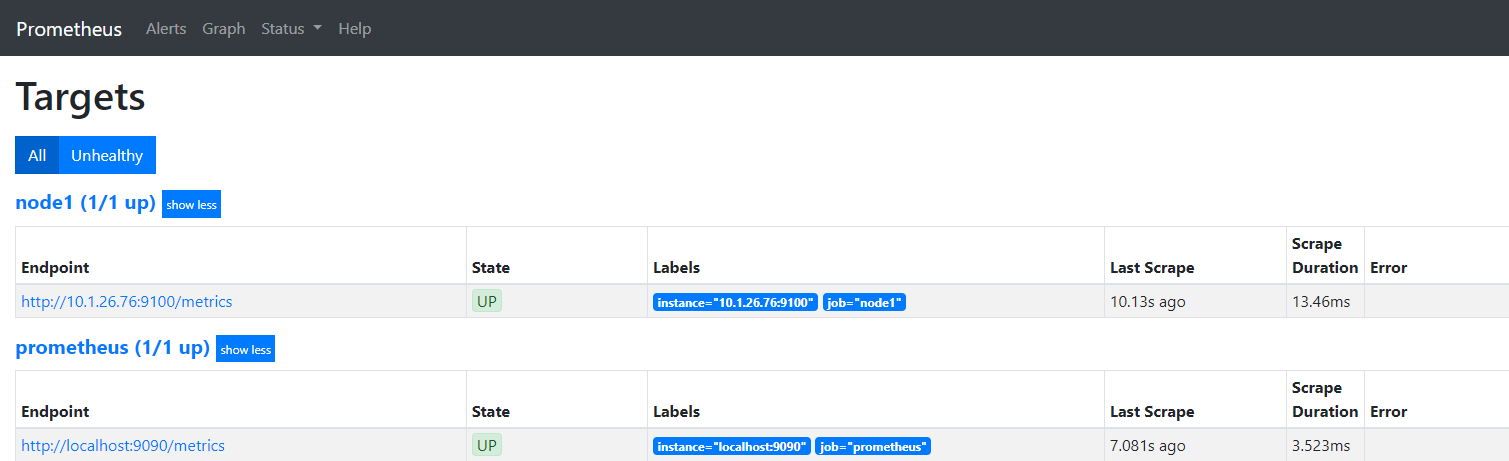 Prometheus Alerts Graph Status Help
Targets
All Unhealthy
node1 (1/1 up) show less
Endpoint State Labels Last Scrape Scrape Duration Error
http://10.1.26.76:9100/metrics UP instance="10.1.26.76:9100" job="node1" 10.13s ago 13.46ms
prometheus (1/1 up) show less
Endpoint State Labels Last Scrape Scrape Duration Error
http://localhost:9090/metrics UP instance="localhost:9090" job="prometheus" 7.081s ago 3.523ms